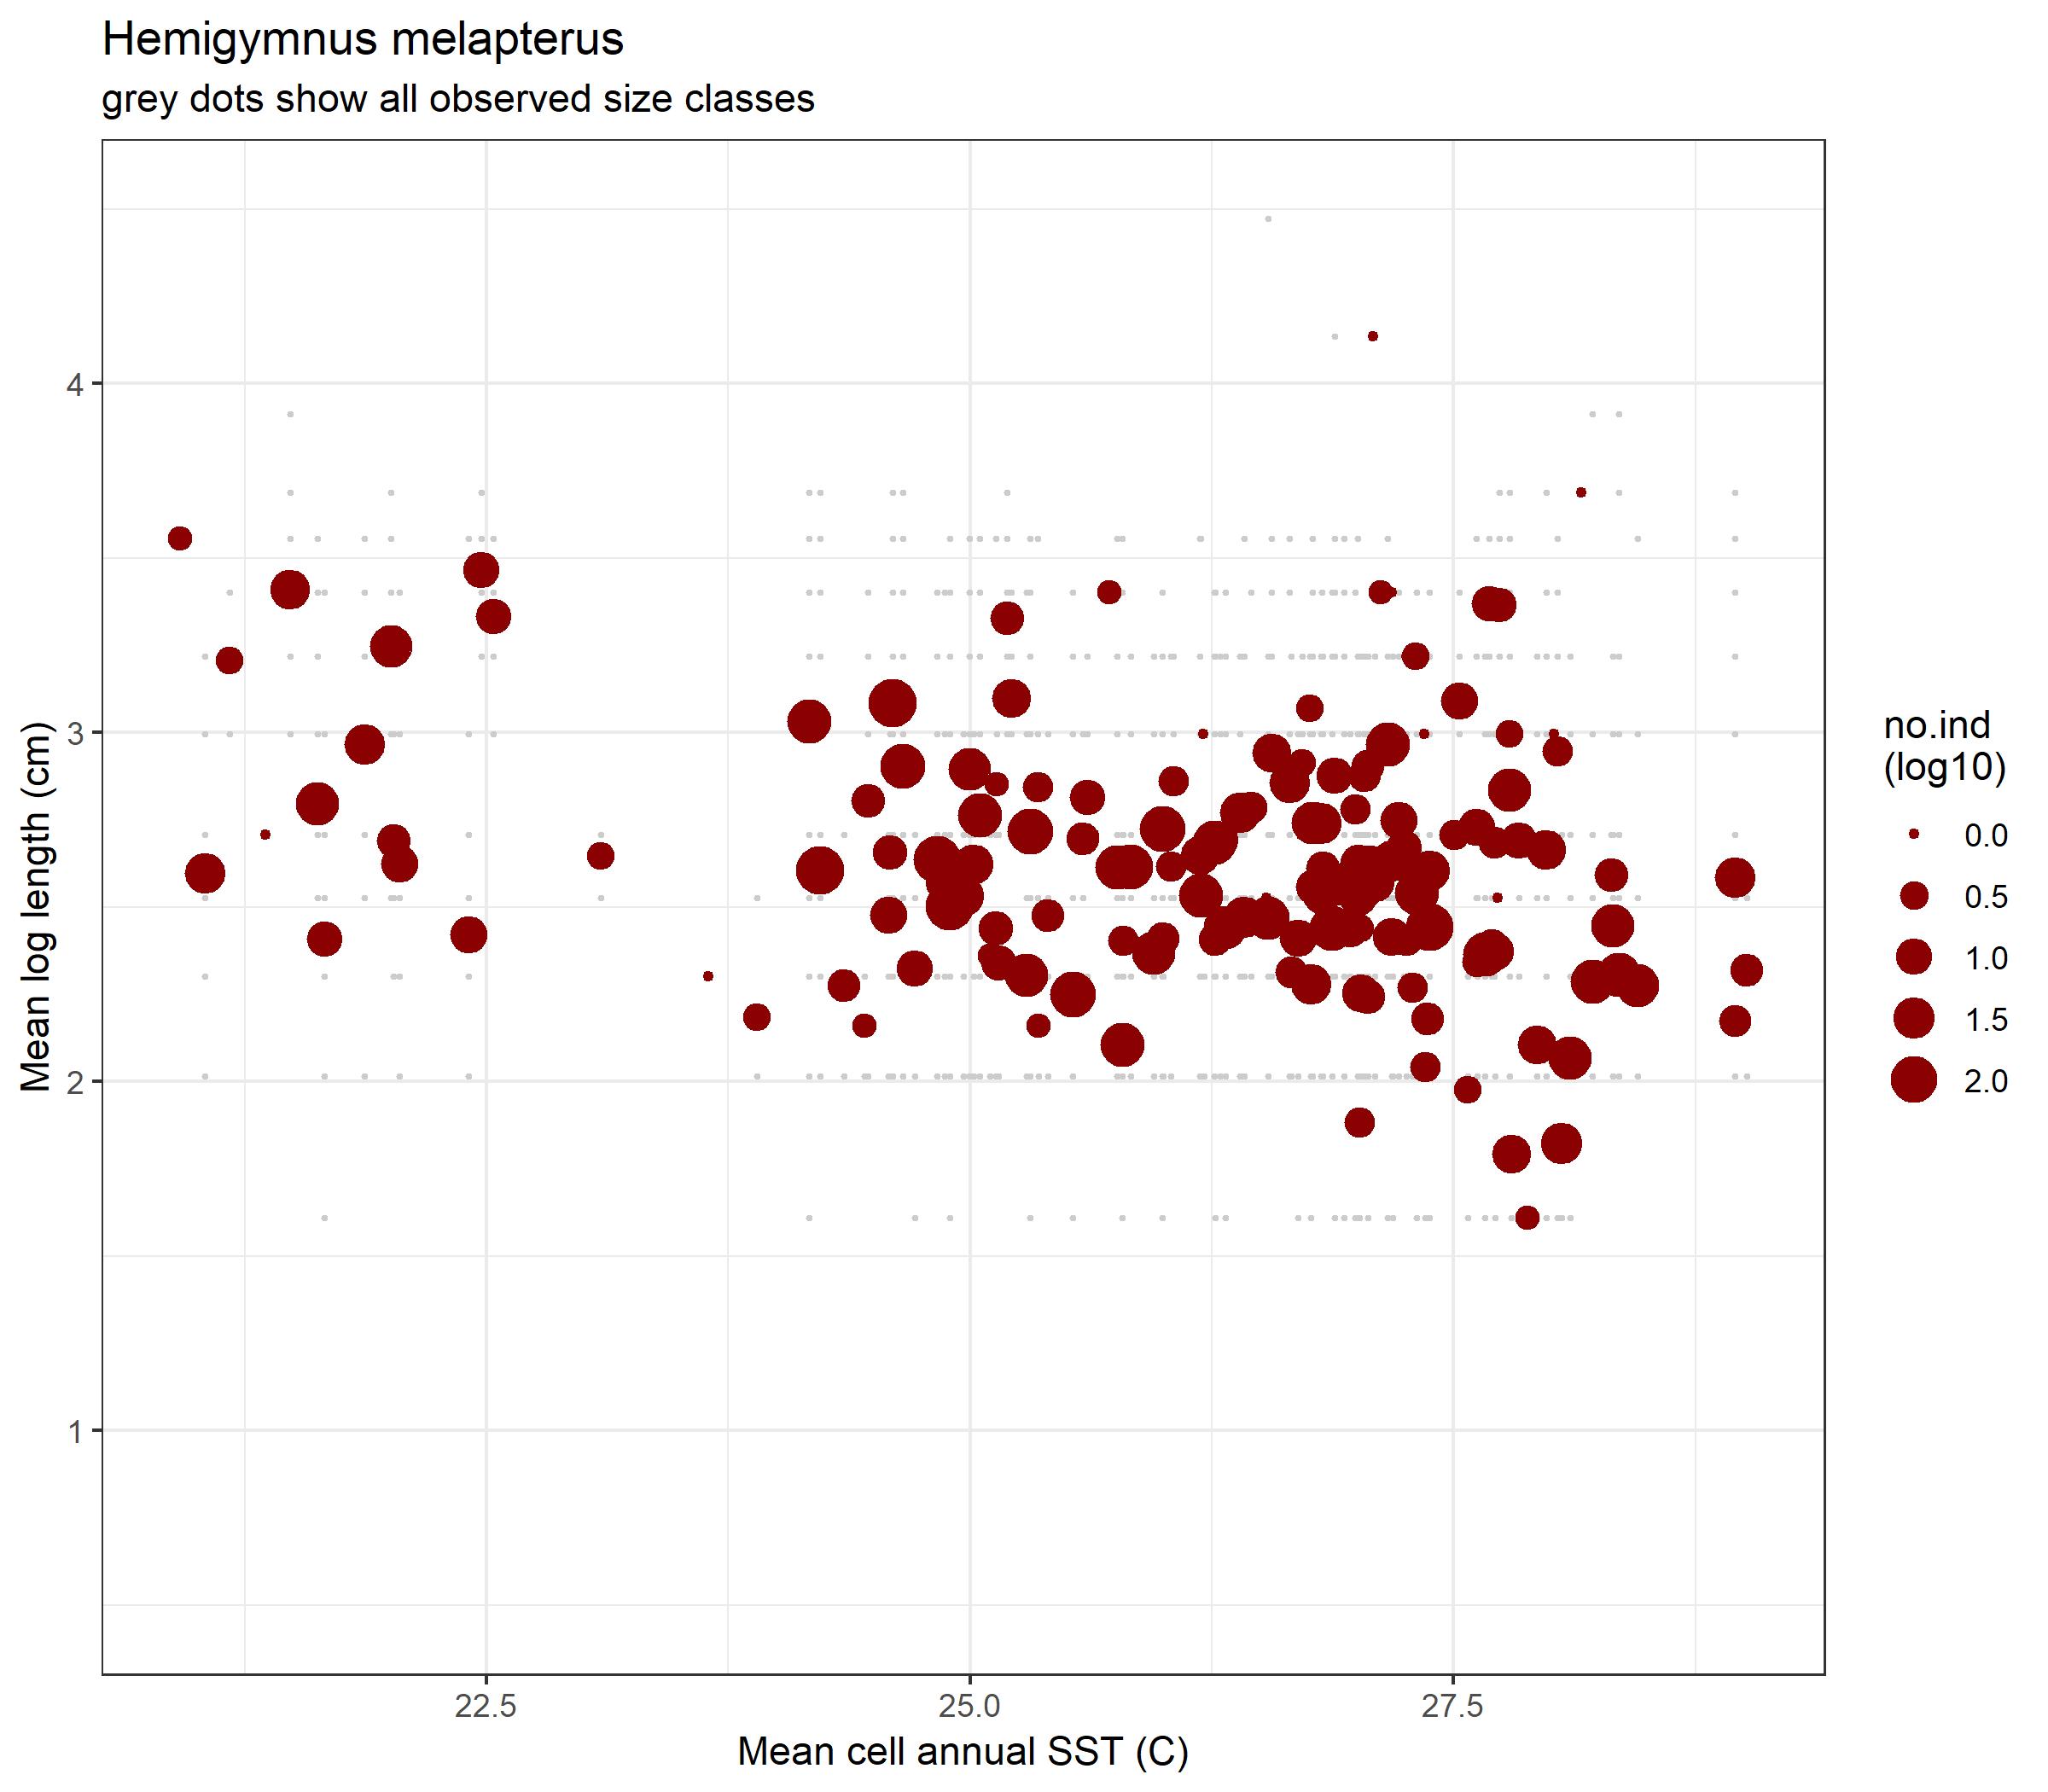 Hemigymnus melapterus
grey dots show all observed size classes
Mean log length (cm)
4
3
2
1
22.5
25.0
27.5
Mean cell annual SST (C)
no.ind
(log10)
0.0
0.5
1.0
1.5
2.0